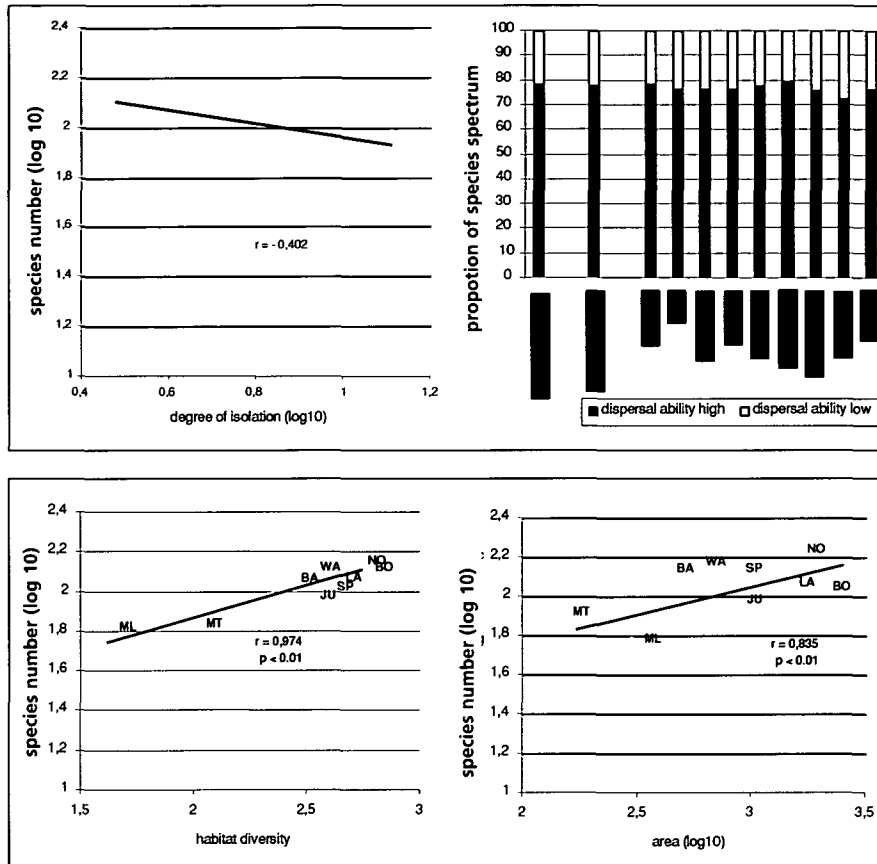 species number (log 10)
2,4
2,2
2
1,8
1,6
1,4
1,2
1
r = - 0,402
0,4
0,6
0,8
1
1,2
degree of isolation (log10)
propotion of species spectrum
100
90
80
70
60
50
40
30
20
10
0
dispersal ability high
dispersal ability low
species number (log 10)
2,4
2,2
2
1,8
1,6
1,4
1,2
1
ML
MT
BA
WA
JU
SP
LA
NO
BO
r = 0,974
p < 0.01
1,5
2
2,5
3
habitat diversity
species number (log 10)
2,4
2,2
2
1,8
1,6
1,4
1,2
1
MT
ML
BA
WA
SP
JU
LA
NO
BO
r = 0,835
p < 0.01
2
2,5
3
3,5
area (log10)